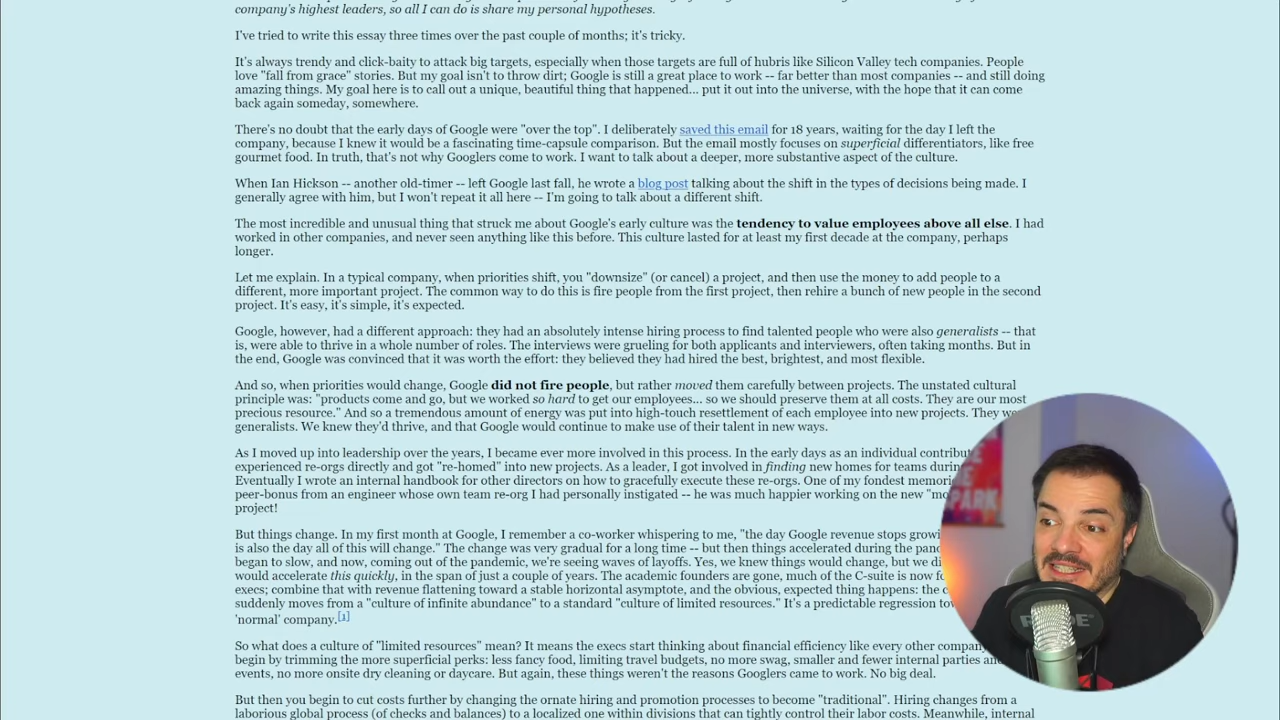 company's highest leaders, so all I can do is share my personal hypotheses.
I've tried to write this essay three times over the past couple of months; it's tricky.
It's always trendy and click-baity to attack big targets, especially when those targets are full of hubris like Silicon Valley tech companies. People
love "fall from grace" stories. But my goal isn't to throw dirt; Google is still a great place to work -- far better than most companies -- and still doing
amazing things. My goal here is to call out a unique, beautiful thing that happened... put it out into the universe, with the hope that it can come
back again someday, somewhere.
There's no doubt that the early days of Google were "over the top". I deliberately saved this email for 18 years, waiting for the day I left the
company, because I knew it would be a fascinating time-capsule comparison. But the email mostly focuses on superficial differentiators, like free
gourmet food. In truth, that's not why Googlers come to work. I want to talk about a deeper, more substantive aspect of the culture.
When Ian Hickson -- another old-timer -- left Google last fall, he wrote a blog post talking about the shift in the types of decisions being made. I
generally agree with him, but I won't repeat it all here -- I'm going to talk about a different shift.
The most incredible and unusual thing that struck me about Google's early culture was the tendency to value employees above all else. I had
worked in other companies, and never seen anything like this before. This culture lasted for at least my first decade at the company, perhaps
longer.
Let me explain. In a typical company, when priorities shift, you "downsize" (or cancel) a project, and then use the money to add people to a
different, more important project. The common way to do this is fire people from the first project, then rehire a bunch of new people in the second
project. It's easy, it's simple, it's expected.
Google, however, had a different approach: they had an absolutely intense hiring process to find talented people who were also generalists -- that
is, were able to thrive in a whole number of roles. The interviews were grueling for both applicants and interviewers, often taking months. But in
the end, Google was convinced that it was worth the effort: they believed they had hired the best, brightest, and most flexible.
And so, when priorities would change, Google did not fire people, but rather moved them carefully between projects. The unstated cultural
principle was: "products come and go, but we worked so hard to get our employees... so we should preserve them at all costs. They are our most
precious resource." And so a tremendous amount of energy was put into high-touch resettlement of each employee into new projects. They we
generalists. We knew they'd thrive, and that Google would continue to make use of their talent in new ways.
As I moved up into leadership over the years, I became ever more involved in this process. In the early days as an individual contribut
experienced re-orgs directly and got "re-homed" into new projects. As a leader, I got involved in finding new homes for teams durin
Eventually I wrote an internal handbook for other directors on how to gracefully execute these re-orgs. One of my fondest memori
peer-bonus from an engineer whose own team re-org I had personally instigated -- he was much happier working on the new "mo
project!
But things change. In my first month at Google, I remember a co-worker whispering to me, "the day Google revenue stops growi
is also the day all of this will change." The change was very gradual for a long time -- but then things accelerated during the pand
began to slow, and now, coming out of the pandemic, we're seeing waves of layoffs. Yes, we knew things would change, but we di
would accelerate this quickly, in the span of just a couple of years. The academic founders are gone, much of the C-suite is now fo
execs; combine that with revenue flattening toward a stable horizontal asymptote, and the obvious, expected thing happens: the c
suddenly moves from a "culture of infinite abundance" to a standard "culture of limited resources." It's a predictable regression tow
'normal' company.[1]
So what does a culture of "limited resources" mean? It means the execs start thinking about financial efficiency like every other company
begin by trimming the more superficial perks: less fancy food, limiting travel budgets, no more swag, smaller and fewer internal parties and
events, no more onsite dry cleaning or daycare. But again, these things weren't the reasons Googlers came to work. No big deal.
But then you begin to cut costs further by changing the ornate hiring and promotion processes to become "traditional". Hiring changes from a
laborious global process (of checks and balances) to a localized one within divisions that can tightly control their labor costs. Meanwhile, internal